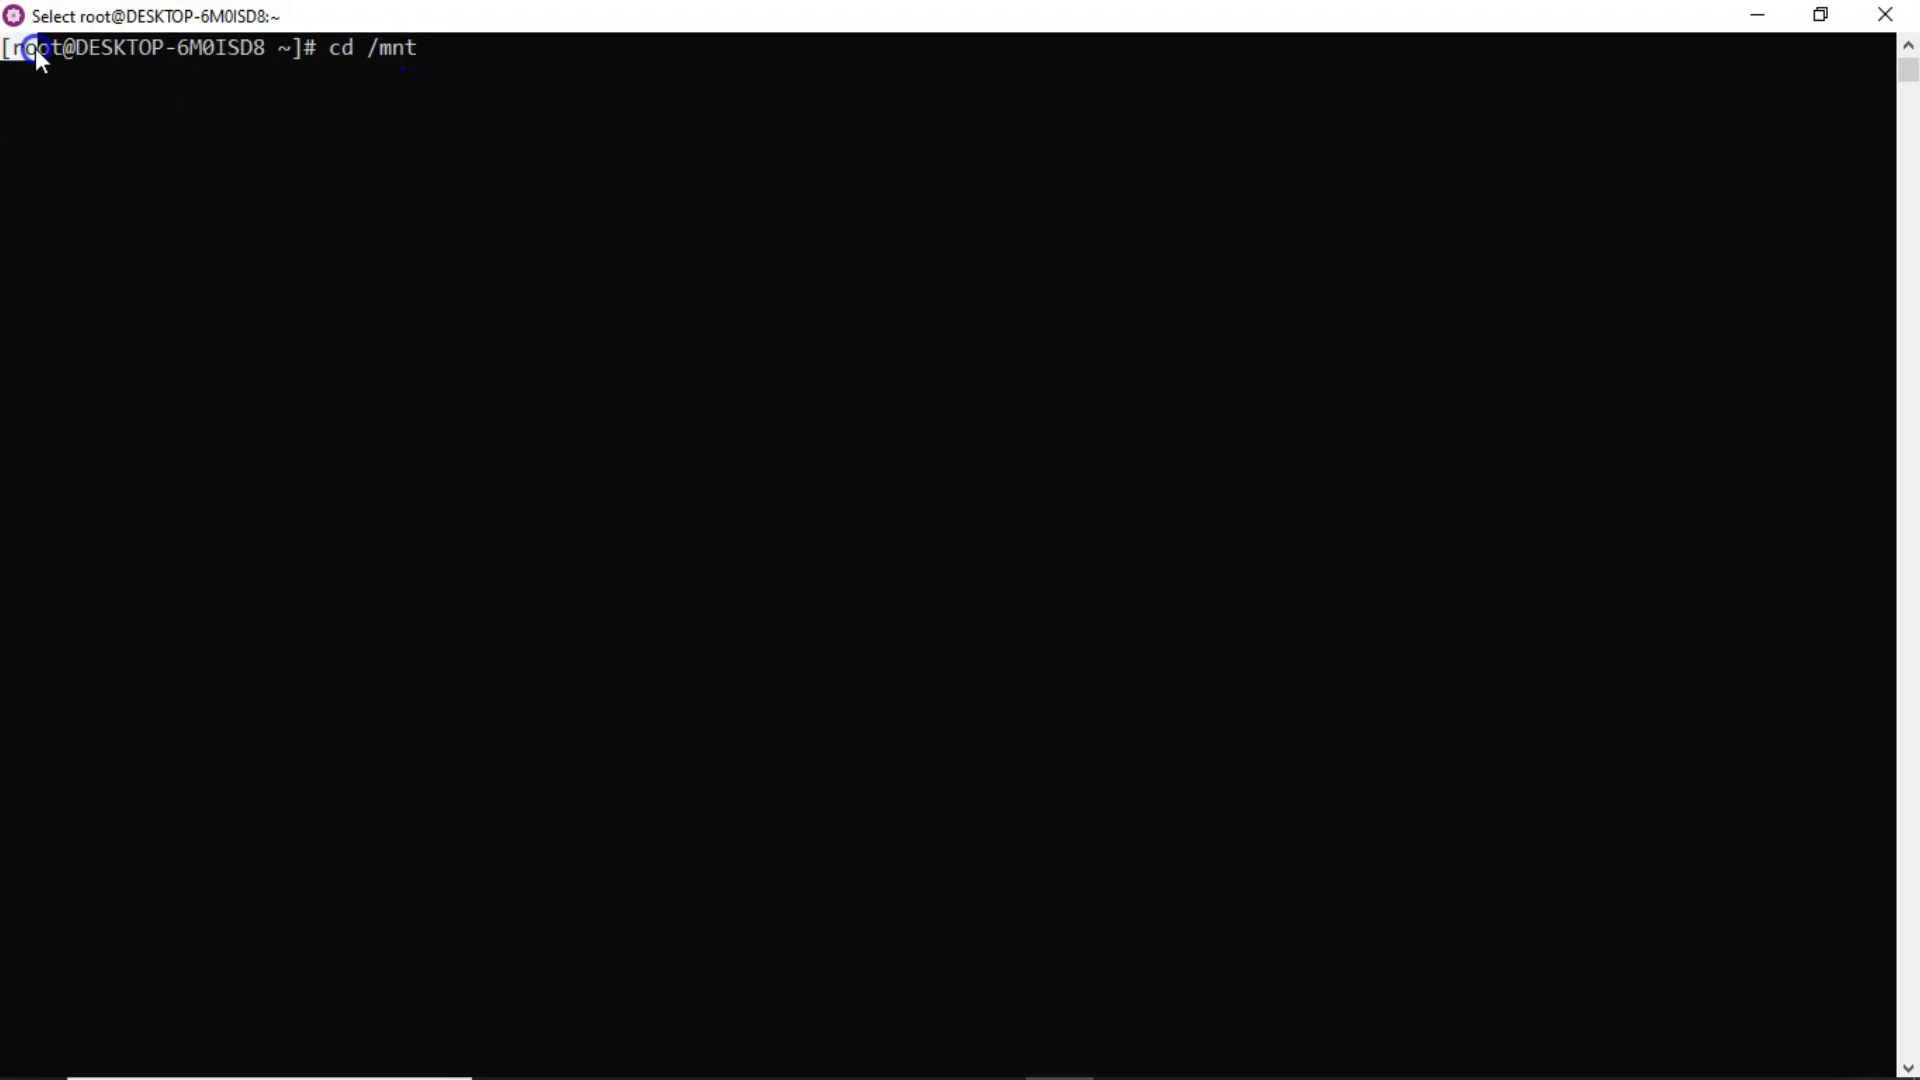 Select root@DESKTOP-6M0ISD8:~
[root@DESKTOP-6M0ISD8 ~]# cd /mnt